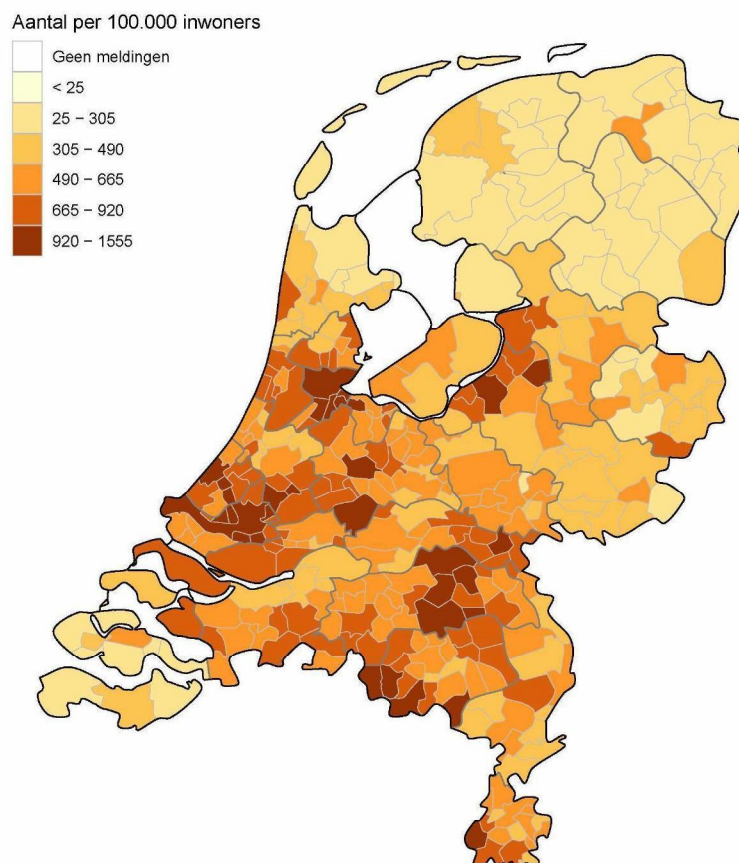 Aantal per 100.000 inwoners
Geen meldingen
< 25
25 − 305
305 − 490
490 − 665
665 − 920
920 − 1555